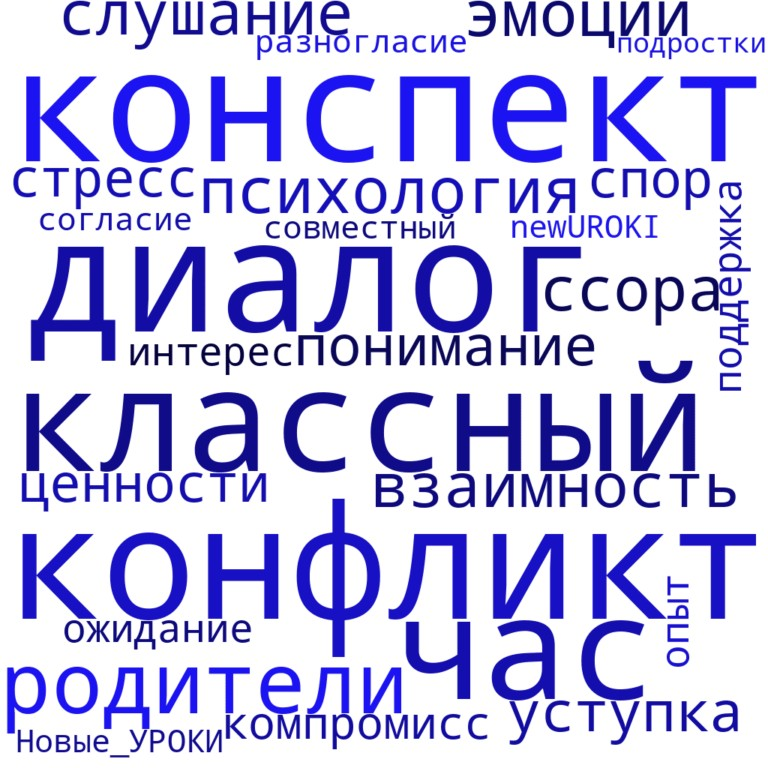 слушание эмоции
разногласие подростки
конспект
стресс психология спор
согласие совместный newUROKI
поддержка
диалог
ссора
интерес понимание
классный
ценности взаимность
конфликт
опыт
ожидание
час
родители
уступка
компромисс
Новые_УРОКИ